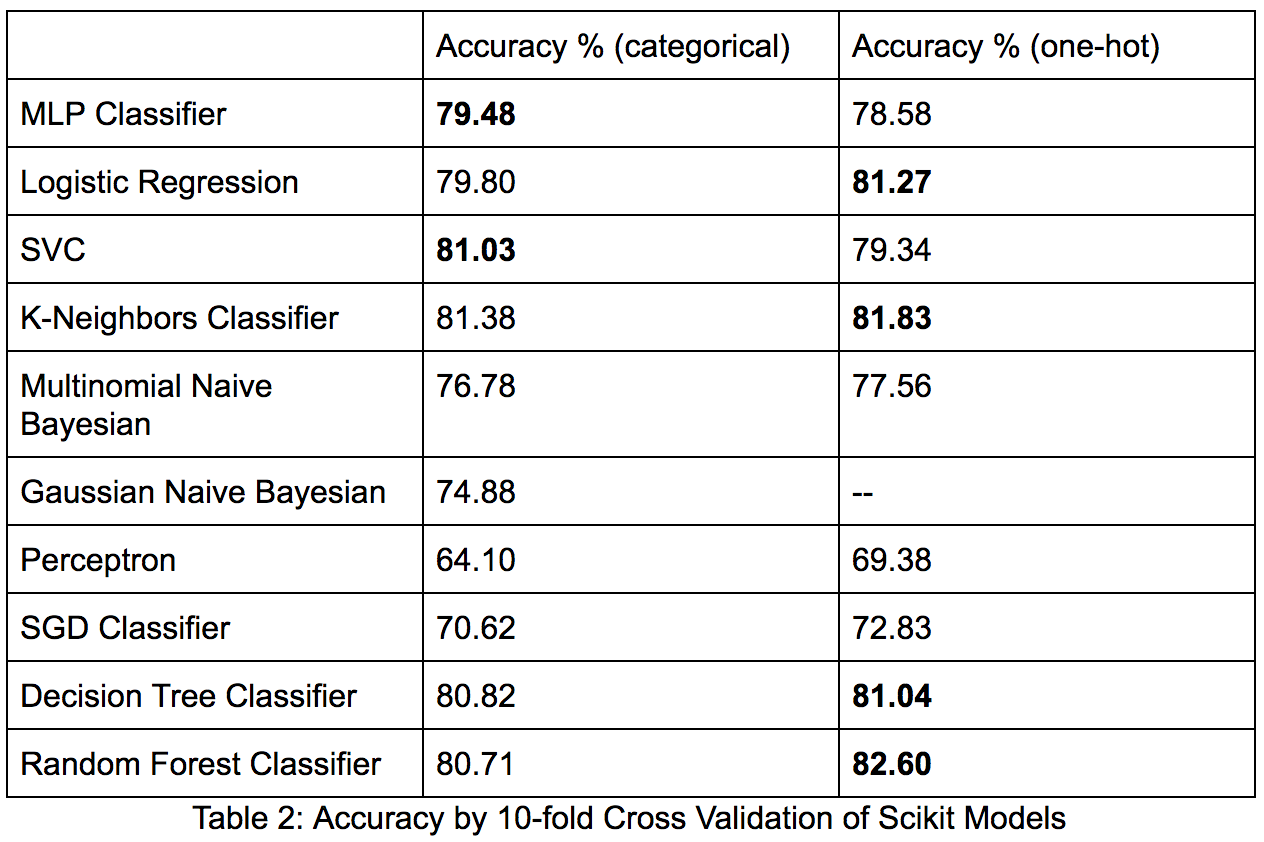 Accuracy % (categorical) Accuracy % (one-hot)
MLP Classifier 79.48 78.58
Logistic Regression 79.80 81.27
SVC 81.03 79.34
K-Neighbors Classifier 81.38 81.83
Multinomial Naive 76.78 77.56
Bayesian
Gaussian Naive Bayesian 74.88 --
Perceptron 64.10 69.38
SGD Classifier 70.62 72.83
Decision Tree Classifier 80.82 81.04
Random Forest Classifier 80.71 82.60
Table 2: Accuracy by 10-fold Cross Validation of Scikit Models